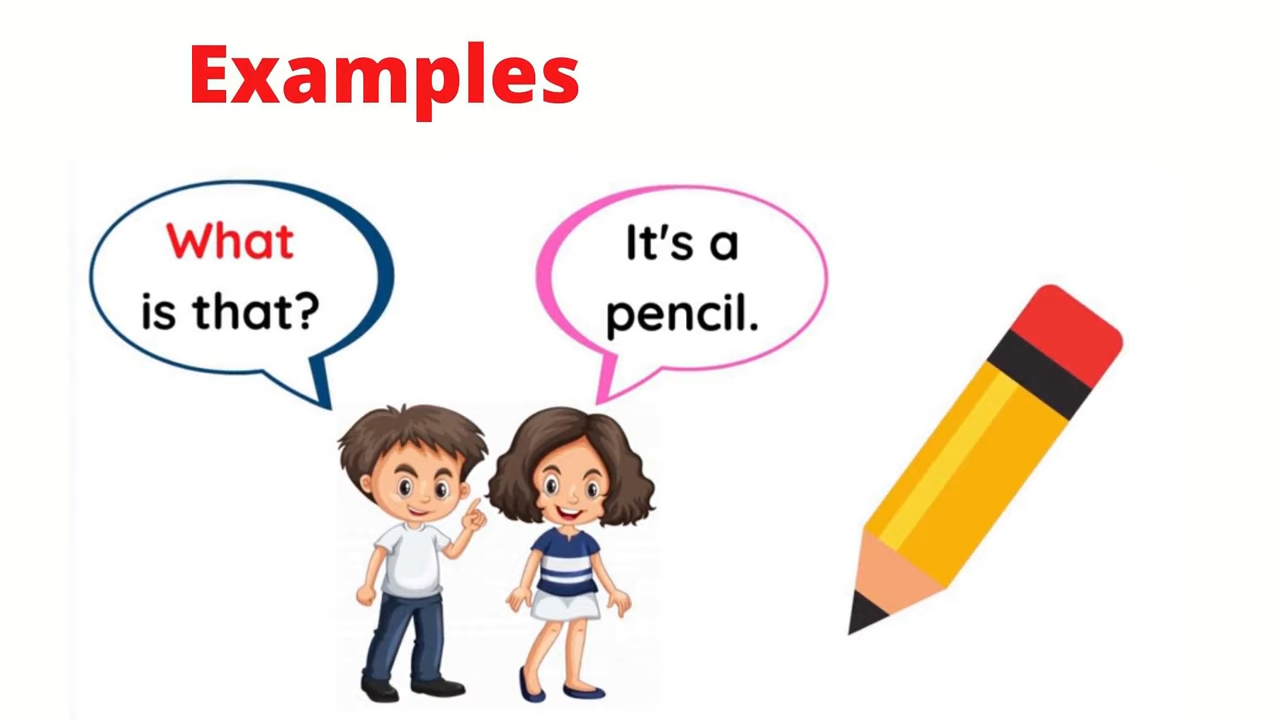 Examples
What
is that?
It's a
pencil.